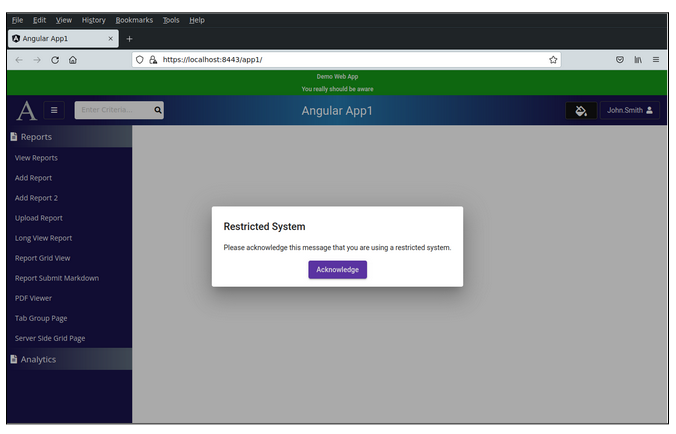 File Edit View History Bookmarks Tools Help
Angular App1
https://localhost:8443/app1/
Demo Web App
You really should be aware
A Enter Criteria... Angular App1 John.Smith
Reports
View Reports
Add Report
Add Report 2
Upload Report
Long View Report
Report Grid View
Report Submit Markdown
PDF Viewer
Tab Group Page
Server Side Grid Page
Analytics
Restricted System
Please acknowledge this message that you are using a restricted system.
Acknowledge